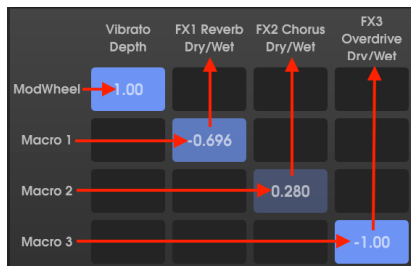 Vibrato
Depth
FX1 Reverb
Dry/Wet
FX2 Chorus
Dry/Wet
FX3
Overdrive
Dry/Wet
ModWheel
1.00
Macro 1
-0.696
Macro 2
0.280
Macro 3
-1.00